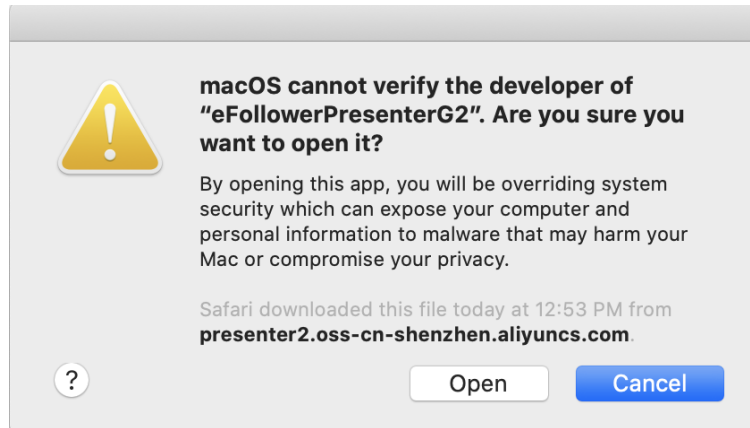 macOS cannot verify the developer of
“eFollowerPresenterG2”. Are you sure you
want to open it?
By opening this app, you will be overriding system
security which can expose your computer and
personal information to malware that may harm your
Mac or compromise your privacy.
Safari downloaded this file today at 12:53 PM from
presenter2.oss-cn-shenzhen.aliyuncs.com.
? Open Cancel